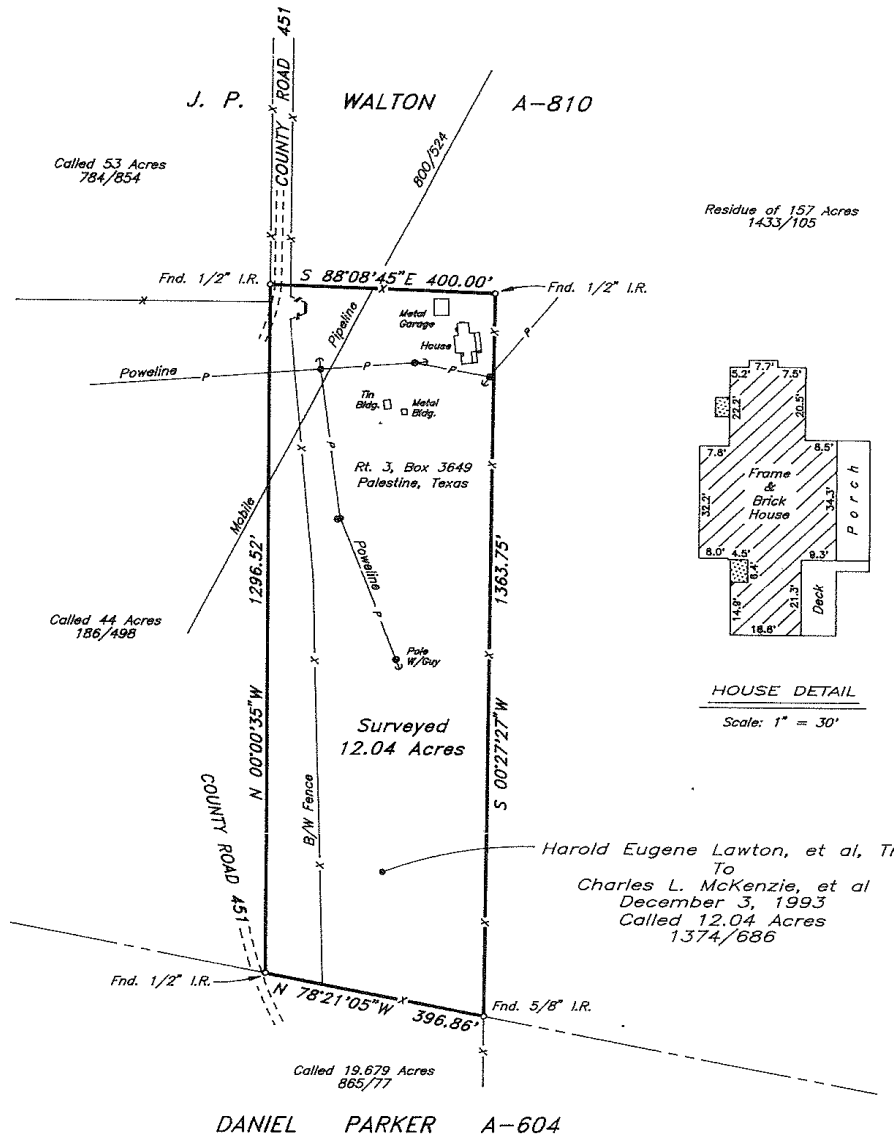 COUNTY ROAD 451
J. P. WALTON A-810
800/524
Called 53 Acres
784/854
Residue of 157 Acres
1433/105
Fnd. 1/2" I.R.
S 88°08'45"E 400.00'
Fnd. 1/2" I.R.
Metal
Garage
House
Pipeline
Poweline
P
P
P
P
Tin
Bldg.
Metal
Bldg.
Rt. 3, Box 3649
Palestine, Texas
Mobile
Poweline
P
P
1296.52'
1363.75'
Called 44 Acres
186/498
Pole
W/Guy
N 00°00'35"W
S 00°27'27"W
Surveyed
12.04 Acres
B/W Fence
COUNTY ROAD 451
Harold Eugene Lawton, et al,
To
Charles L. McKenzie, et al
December 3, 1993
Called 12.04 Acres
1374/686
Fnd. 1/2" I.R.
N 78°21'05"W 396.86'
Fnd. 5/8" I.R.
Called 19.679 Acres
865/77
DANIEL PARKER A-604
7.7'
5.2' 7.5'
22.2' 20.5'
7.8' 8.5'
Frame
&
Brick
House
32.2' 34.3'
Porch
8.0' 4.5' 9.3'
6.4'
14.9' 21.3'
Deck
18.8'
HOUSE DETAIL
Scale: 1" = 30'